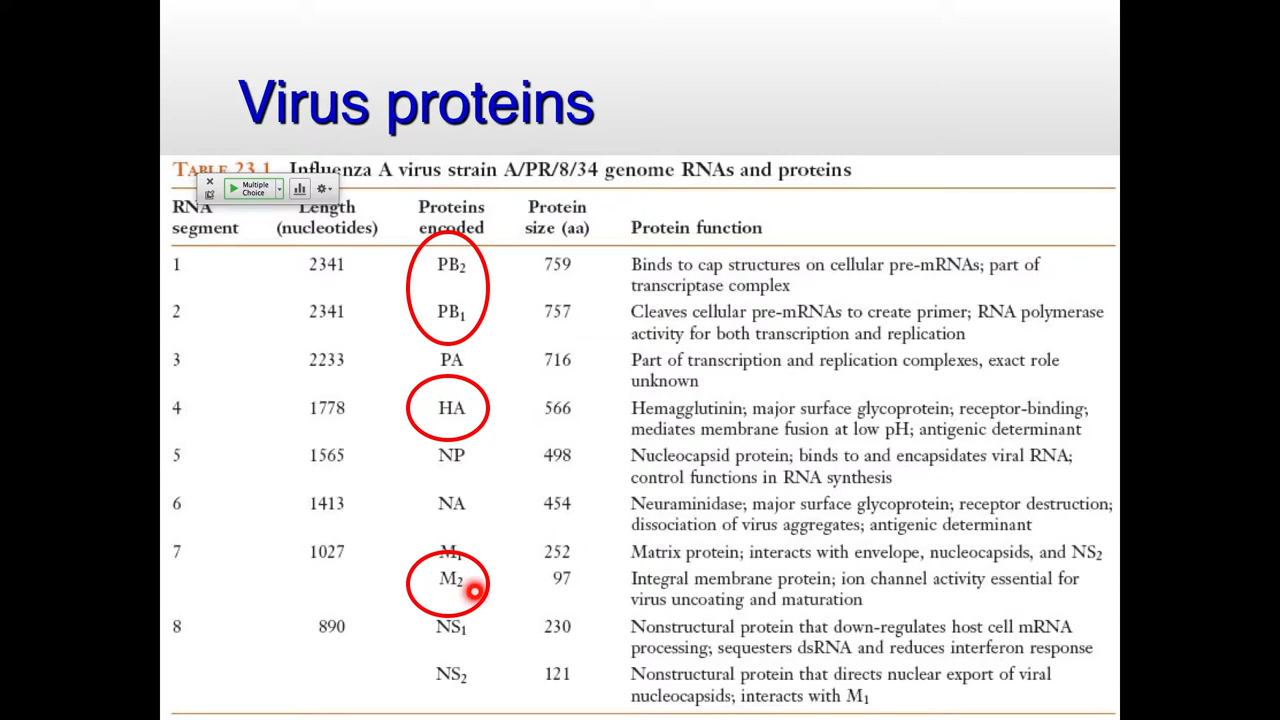 Virus proteins
TABLE 23.1 Influenza A virus strain A/PR/8/34 genome RNAs and proteins
Multiple
Choice
RNA Length Proteins Protein
segment (nucleotides) encoded size (aa) Protein function
1 2341 PB2 759 Binds to cap structures on cellular pre-mRNAs; part of
transcriptase complex
2 2341 PB1 757 Cleaves cellular pre-mRNAs to create primer; RNA polymerase
activity for both transcription and replication
3 2233 PA 716 Part of transcription and replication complexes, exact role
unknown
4 1778 HA 566 Hemagglutinin; major surface glycoprotein; receptor-binding;
mediates membrane fusion at low pH; antigenic determinant
5 1565 NP 498 Nucleocapsid protein; binds to and encapsidates viral RNA;
control functions in RNA synthesis
6 1413 NA 454 Neuraminidase; major surface glycoprotein; receptor destruction;
dissociation of virus aggregates; antigenic determinant
7 1027 M1 252 Matrix protein; interacts with envelope, nucleocapsids, and NS2
M2 97 Integral membrane protein; ion channel activity essential for
virus uncoating and maturation
8 890 NS1 230 Nonstructural protein that down-regulates host cell mRNA
processing; sequesters dsRNA and reduces interferon response
NS2 121 Nonstructural protein that directs nuclear export of viral
nucleocapsids; interacts with M1